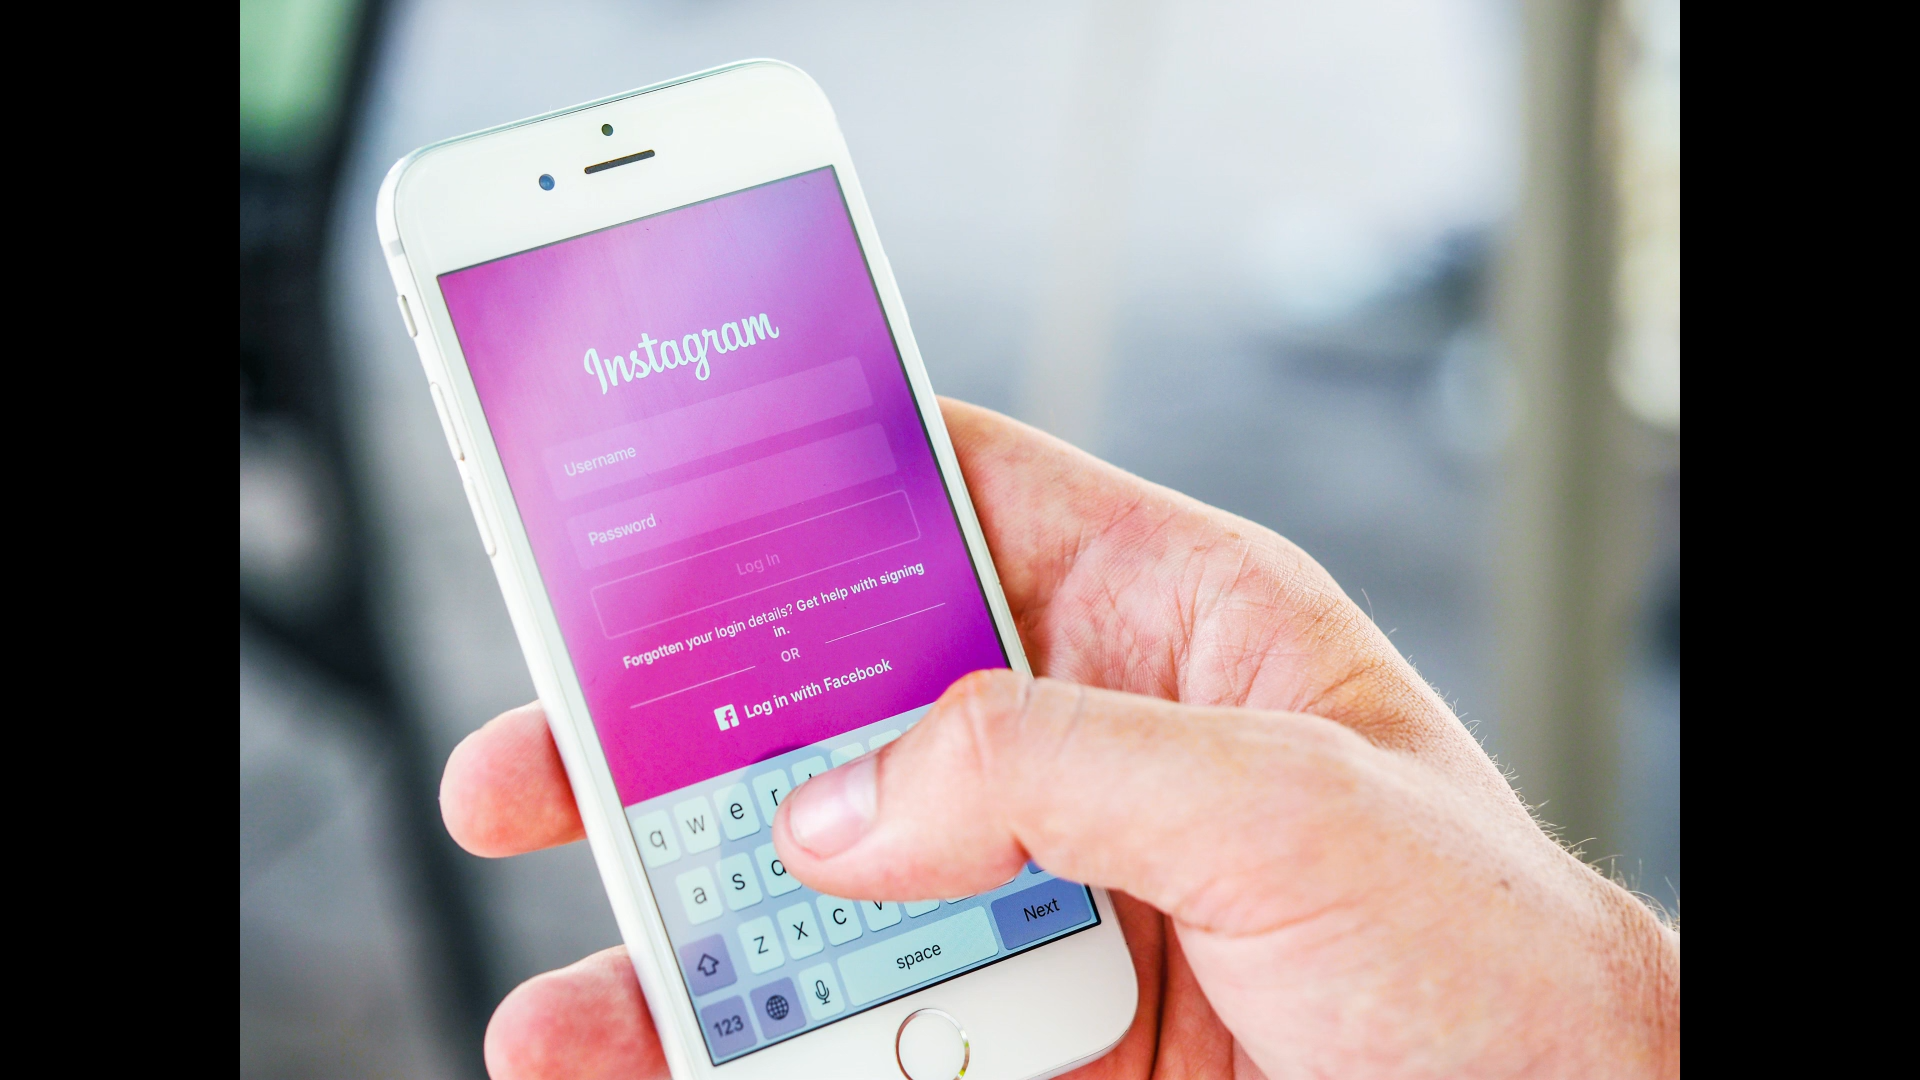 Instagram
Username
Password
Log In
Forgotten your login details? Get help with signing
in.
OR
Log in with Facebook
q w e r
a s d
z x c v
space Next
123